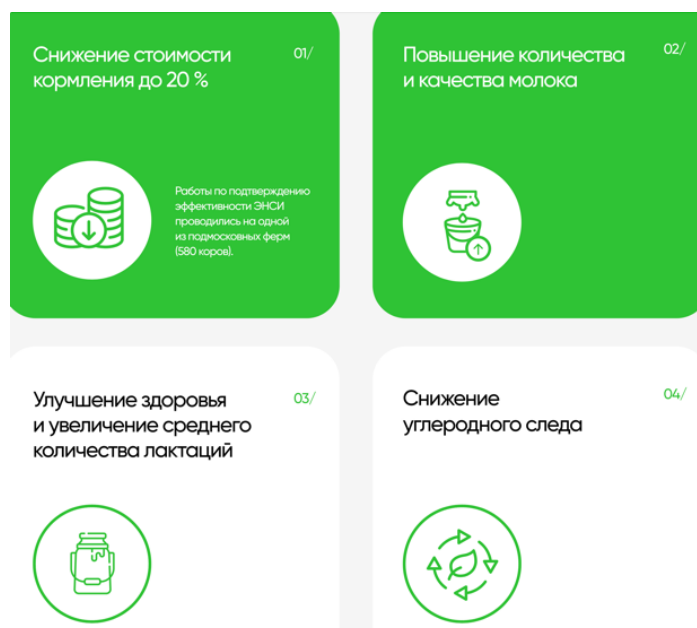 Снижение стоимости
кормления до 20 %
01/
Работы по подтверждению
эффективности ЭНСИ
проводились на одной
из подмосковных ферм
(580 коров).
Повышение количества
и качества молока
02/
Улучшение здоровья
и увеличение среднего
количества лактаций
03/
Снижение
углеродного следа
04/